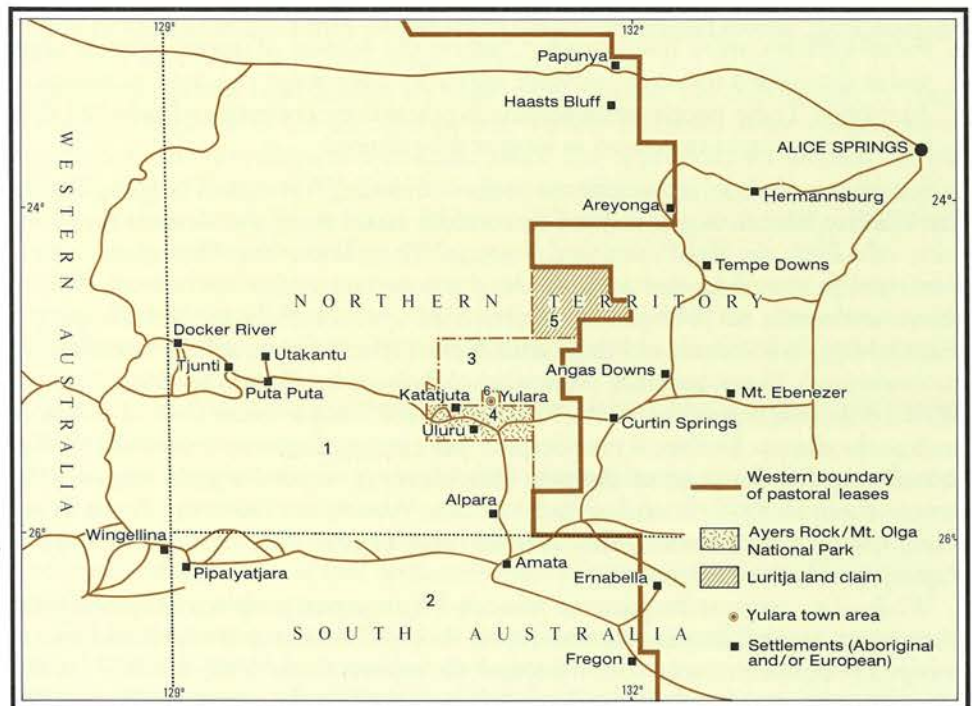 129°
132°
Papunya
Haasts Bluff
ALICE SPRINGS
Hermannsburg
24°
24°
Areyonga
Tempe Downs
WESTERN AUSTRALIA
NORTHERN TERRITORY
5
Docker River
Tjunti
Utakantu
Puta Puta
3
Angas Downs
Mt. Ebenezer
Katatjuta
6
Yulara
4
Uluru
Curtin Springs
1
Alpara
Western boundary
of pastoral leases
Ayers Rock/Mt. Olga
National Park
Luritja land claim
Yulara town area
Settlements (Aboriginal
and/or European)
26°
26°
Wingellina
Pipalyatjara
Amata
Ernabella
2
SOUTH AUSTRALIA
Fregon
129°
132°